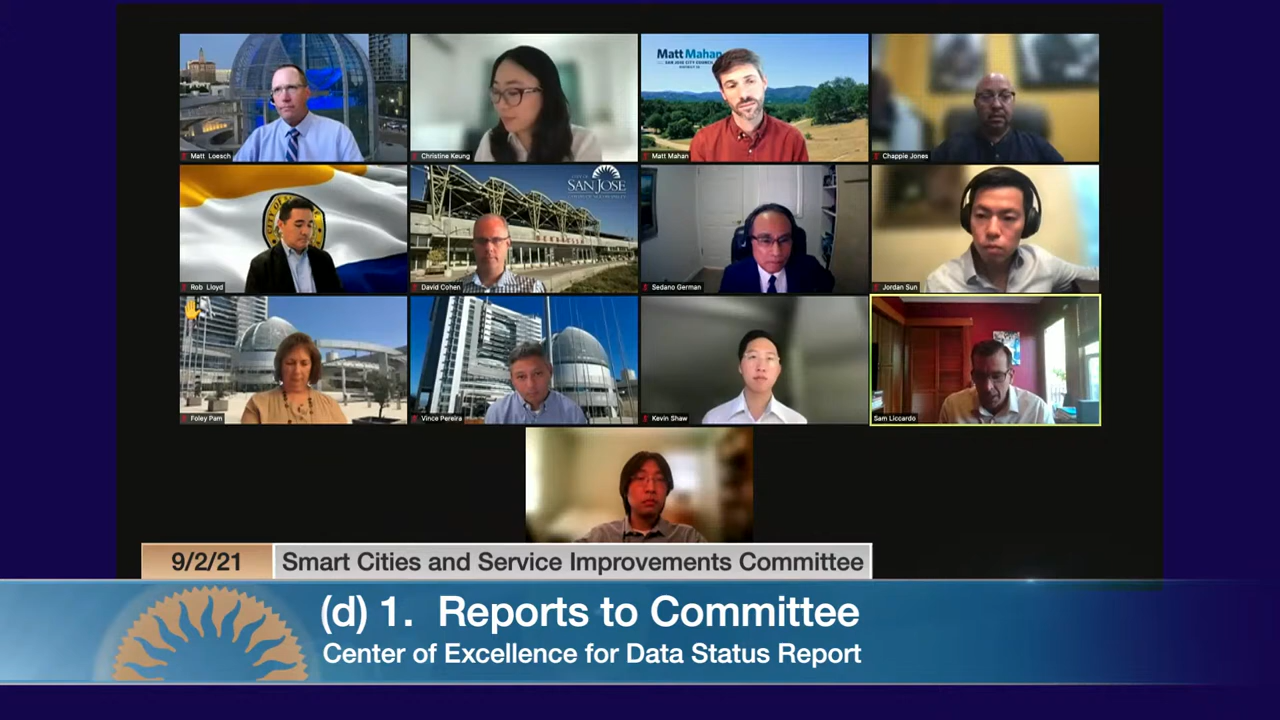 Matt Mahan
SAN JOSE CITY COUNCIL
Matt Loesch
Christine Keung
Matt Mahan
Chappie Jones
CITY OF
SAN JOSE
Rob Lloyd
David Cohen
Sedano German
Jordan Sun
Foley Pam
Vince Pereira
Kevin Shaw
Sam Liccardo
9/2/21
Smart Cities and Service Improvements Committee
(d) 1. Reports to Committee
Center of Excellence for Data Status Report